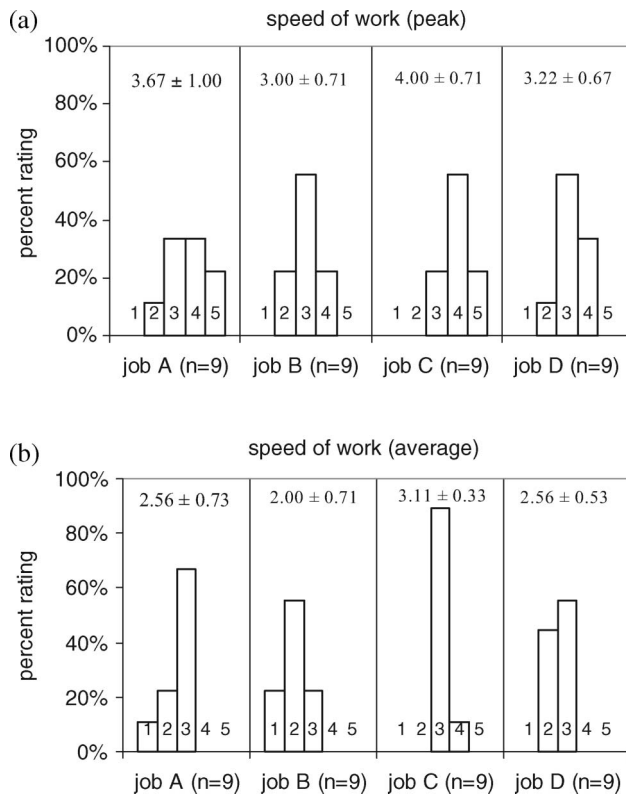 (a)
speed of work (peak)
100%
3.67 ± 1.00 3.00 ± 0.71 4.00 ± 0.71 3.22 ± 0.67
80%
60%
40%
20%
0%
percent rating
1 2 3 4 5 1 2 3 4 5 1 2 3 4 5 1 2 3 4 5
job A (n=9) job B (n=9) job C (n=9) job D (n=9)
(b)
speed of work (average)
100%
2.56 ± 0.73 2.00 ± 0.71 3.11 ± 0.33 2.56 ± 0.53
80%
60%
40%
20%
0%
percent rating
1 2 3 4 5 1 2 3 4 5 1 2 3 4 5 1 2 3 4 5
job A (n=9) job B (n=9) job C (n=9) job D (n=9)